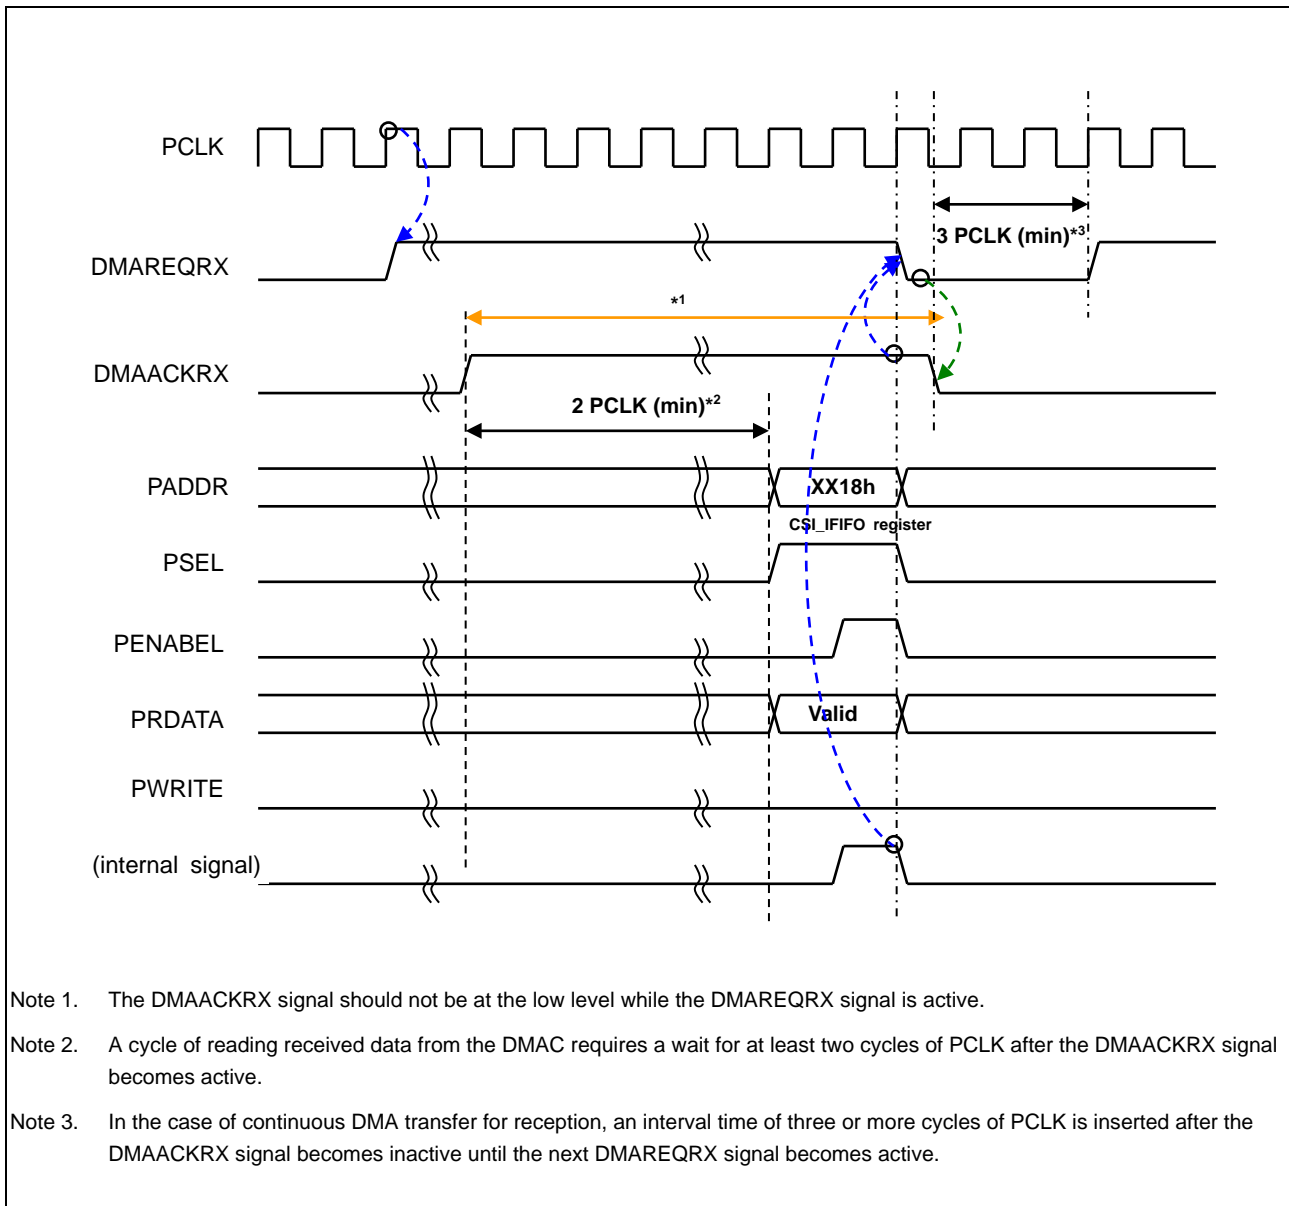 PCLK
3 PCLK (min)*3
DMAREQRX
*1
DMAACKRX
2 PCLK (min)*2
PADDR
XX18h
CSI_IFIFO register
PSEL
PENABEL
PRDATA
Valid
PWRITE
(internal signal)
Note 1. The DMAACKRX signal should not be at the low level while the DMAREQRX signal is active.
Note 2. A cycle of reading received data from the DMAC requires a wait for at least two cycles of PCLK after the DMAACKRX signal
becomes active.
Note 3. In the case of continuous DMA transfer for reception, an interval time of three or more cycles of PCLK is inserted after the
DMAACKRX signal becomes inactive until the next DMAREQRX signal becomes active.